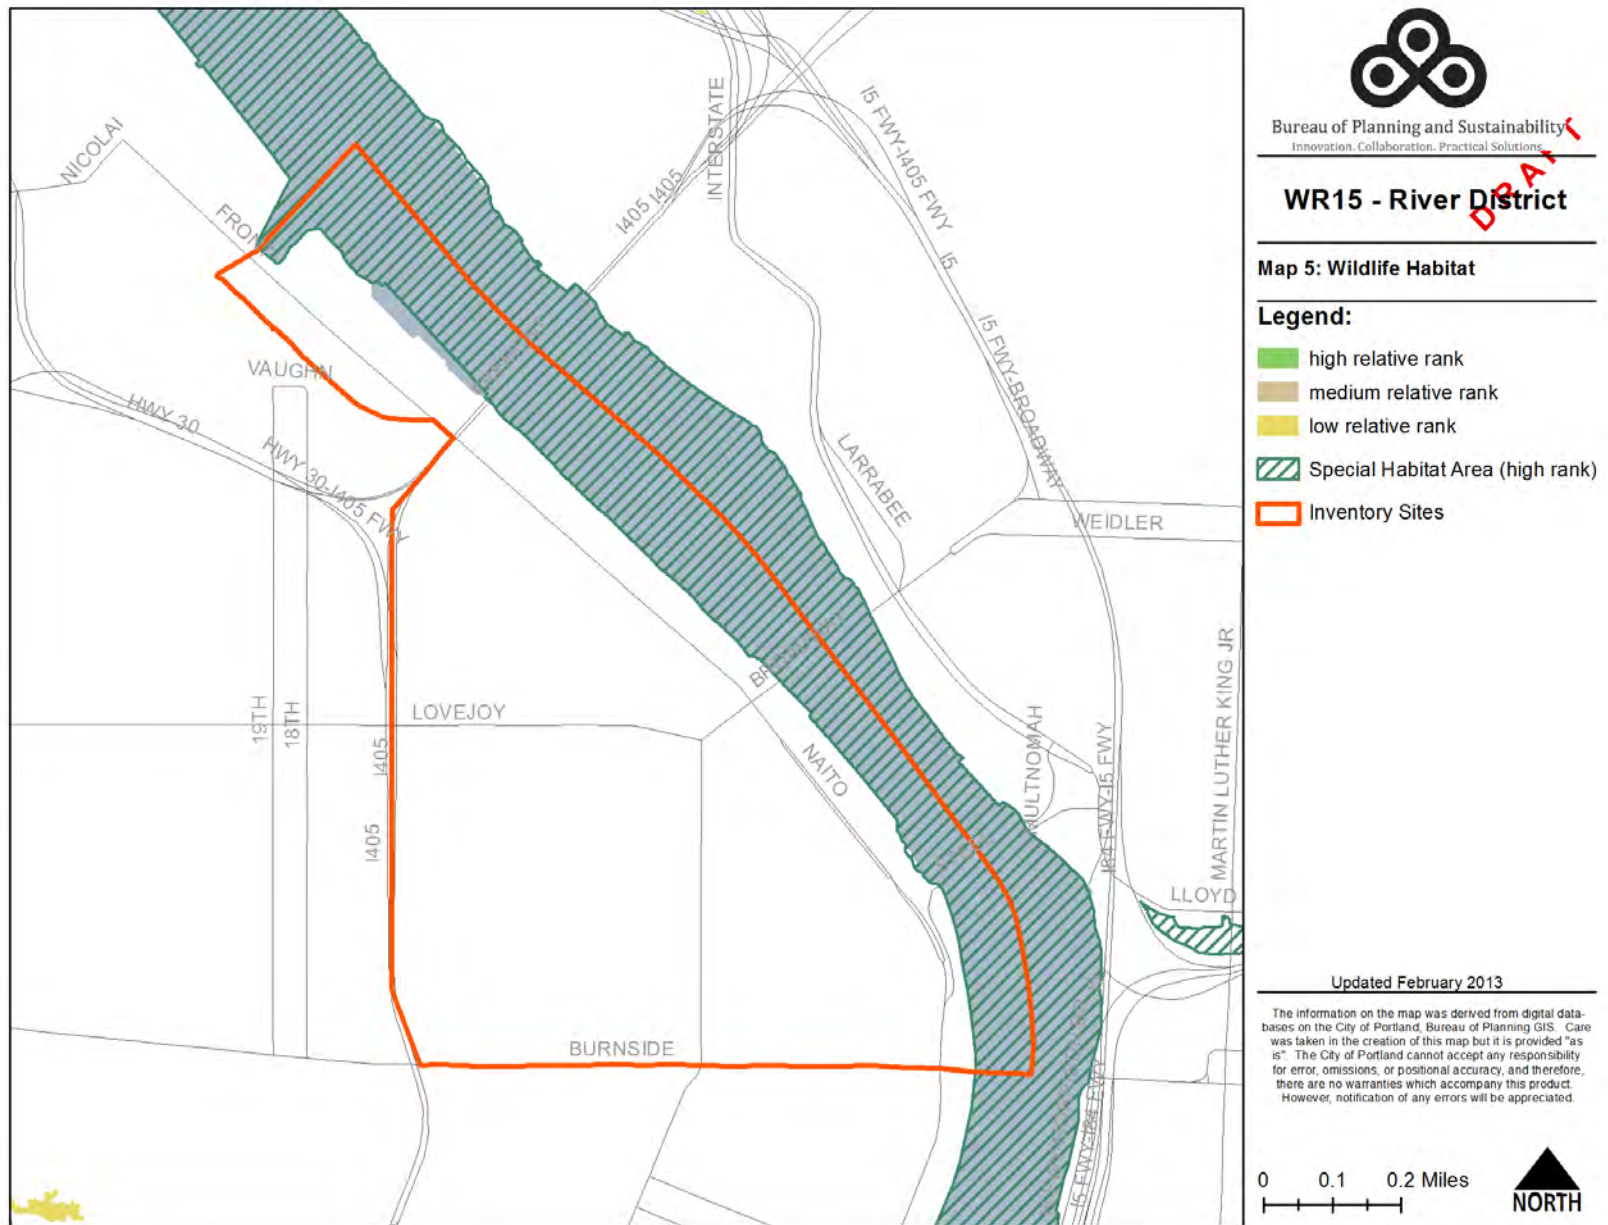 NICOLAI
FRONT
VAUGHN
HWY 30
HWY 30-I405 FWY
I405
I405
INTERSTATE
I5 FWY-I405 FWY
I5
I5 FWY-BROADWAY
LARRABEE
WEIDLER
BROADWAY
LOVEJOY
19TH
18TH
I405
I405
NAITO
MULTNOMAH
I84 FWY-I5 FWY
MARTIN LUTHER KING JR
LLOYD
BURNSIDE
I5 FWY-I84 FWY
Bureau of Planning and Sustainability
Innovation. Collaboration. Practical Solutions.
DRAFT
WR15 - River District
Map 5: Wildlife Habitat
Legend:
high relative rank
medium relative rank
low relative rank
Special Habitat Area (high rank)
Inventory Sites
Updated February 2013
The information on the map was derived from digital data-
bases on the City of Portland, Bureau of Planning GIS. Care
was taken in the creation of this map but it is provided "as
is". The City of Portland cannot accept any responsibility
for error, omissions, or positional accuracy, and therefore,
there are no warranties which accompany this product.
However, notification of any errors will be appreciated.
0 0.1 0.2 Miles
NORTH